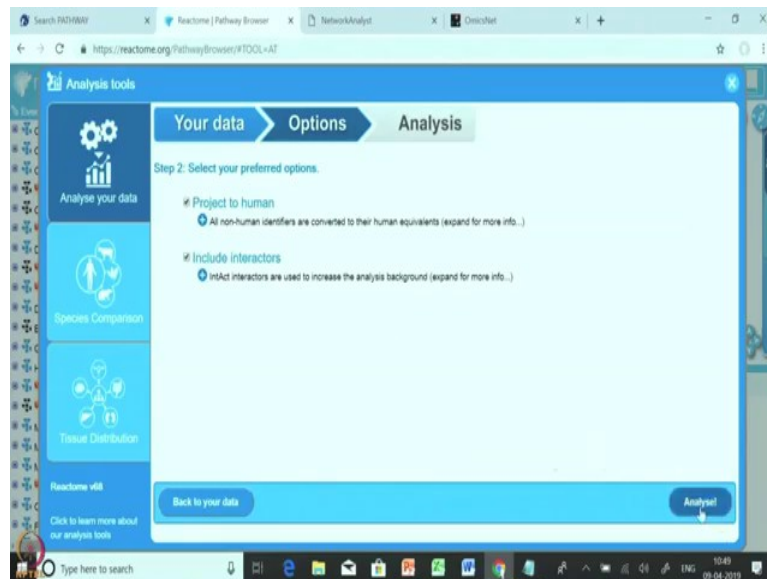 Search PATHWAY
Reactome | Pathway Browser
NetworkAnalyst
OmicsNet
https://reactome.org/PathwayBrowser/#TOOL=AT
Analysis tools
Your data
Options
Analysis
Step 2: Select your preferred options.
Project to human
All non-human identifiers are converted to their human equivalents (expand for more info...)
Include interactors
IntAct interactors are used to increase the analysis background (expand for more info...)
Analyse your data
Species Comparison
Tissue Distribution
Reactome v68
Click to learn more about
our analysis tools
Back to your data
Analyse!
Type here to search
ENG
10:49
09-04-2019
NPTEL